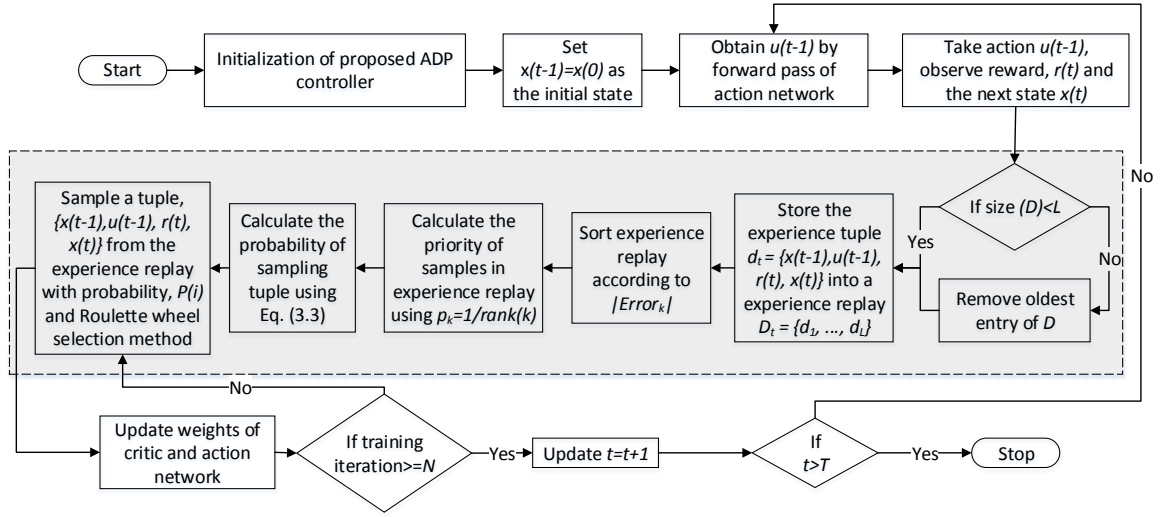 Start
Initialization of proposed ADP
controller
Set
x(t-1)=x(0) as
the initial state
Obtain u(t-1) by
forward pass of
action network
Take action u(t-1),
observe reward, r(t) and
the next state x(t)
No
If size (D)<L
Yes
No
Remove oldest
entry of D
Store the
experience tuple
dₜ = {x(t-1),u(t-1),
r(t), x(t)} into a
experience replay
Dₜ = {d₁, ..., d_L}
Sort experience
replay
according to
|Errorₖ|
Calculate the
priority of
samples in
experience replay
using pₖ=1/rank(k)
Calculate the
probability of
sampling
tuple using
Eq. (3.3)
Sample a tuple,
{x(t-1),u(t-1), r(t),
x(t)} from the
experience replay
with probability, P(i)
and Roulette wheel
selection method
No
Update weights of
critic and action
network
If training
iteration>=N
Yes
Update t=t+1
If
t>T
Yes
Stop